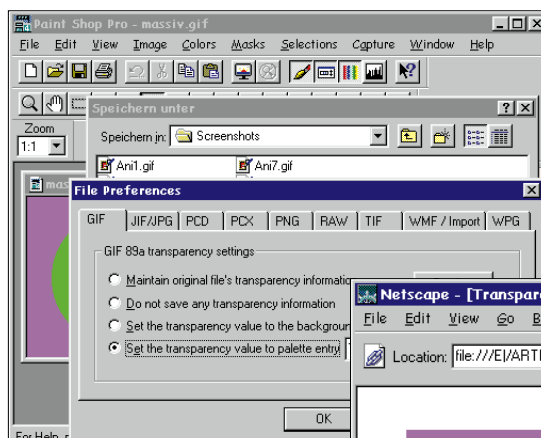 Paint Shop Pro - massiv.gif
File Edit View Image Colors Masks Selections Capture Window Help
Zoom
1:1
Speichern unter
Speichern in: Screenshots
Ani1.gif Ani7.gif
mas
File Preferences
GIF JIF/JPG PCD PCX PNG RAW TIF WMF / Import WPG
GIF 89a transparency settings
Maintain original file's transparency information
Do not save any transparency information
Set the transparency value to the backgroun
Set the transparency value to palette entry
OK
Netscape - [Transpare
File Edit View Go B
Location: file:///E|/ARTI
For Help,